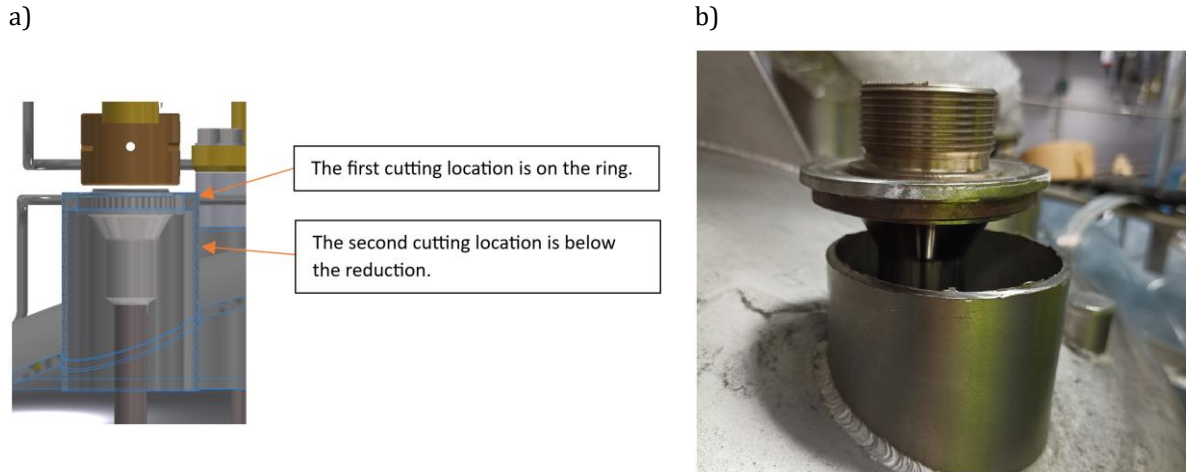 a)
b)
The first cutting location is on the ring.
The second cutting location is below
the reduction.